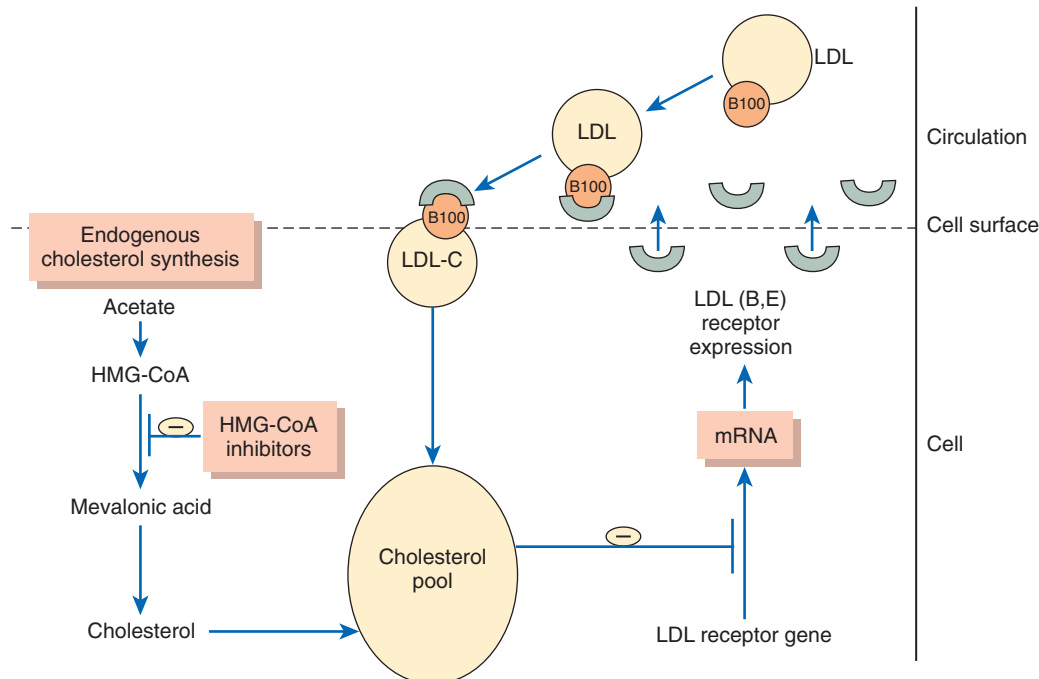 LDL
B100
LDL
B100
Circulation
B100
Cell surface
LDL-C
Endogenous
cholesterol synthesis
Acetate
HMG-CoA
−
HMG-CoA
inhibitors
Mevalonic acid
Cholesterol
Cholesterol
pool
−
LDL (B,E)
receptor
expression
mRNA
LDL receptor gene
Cell